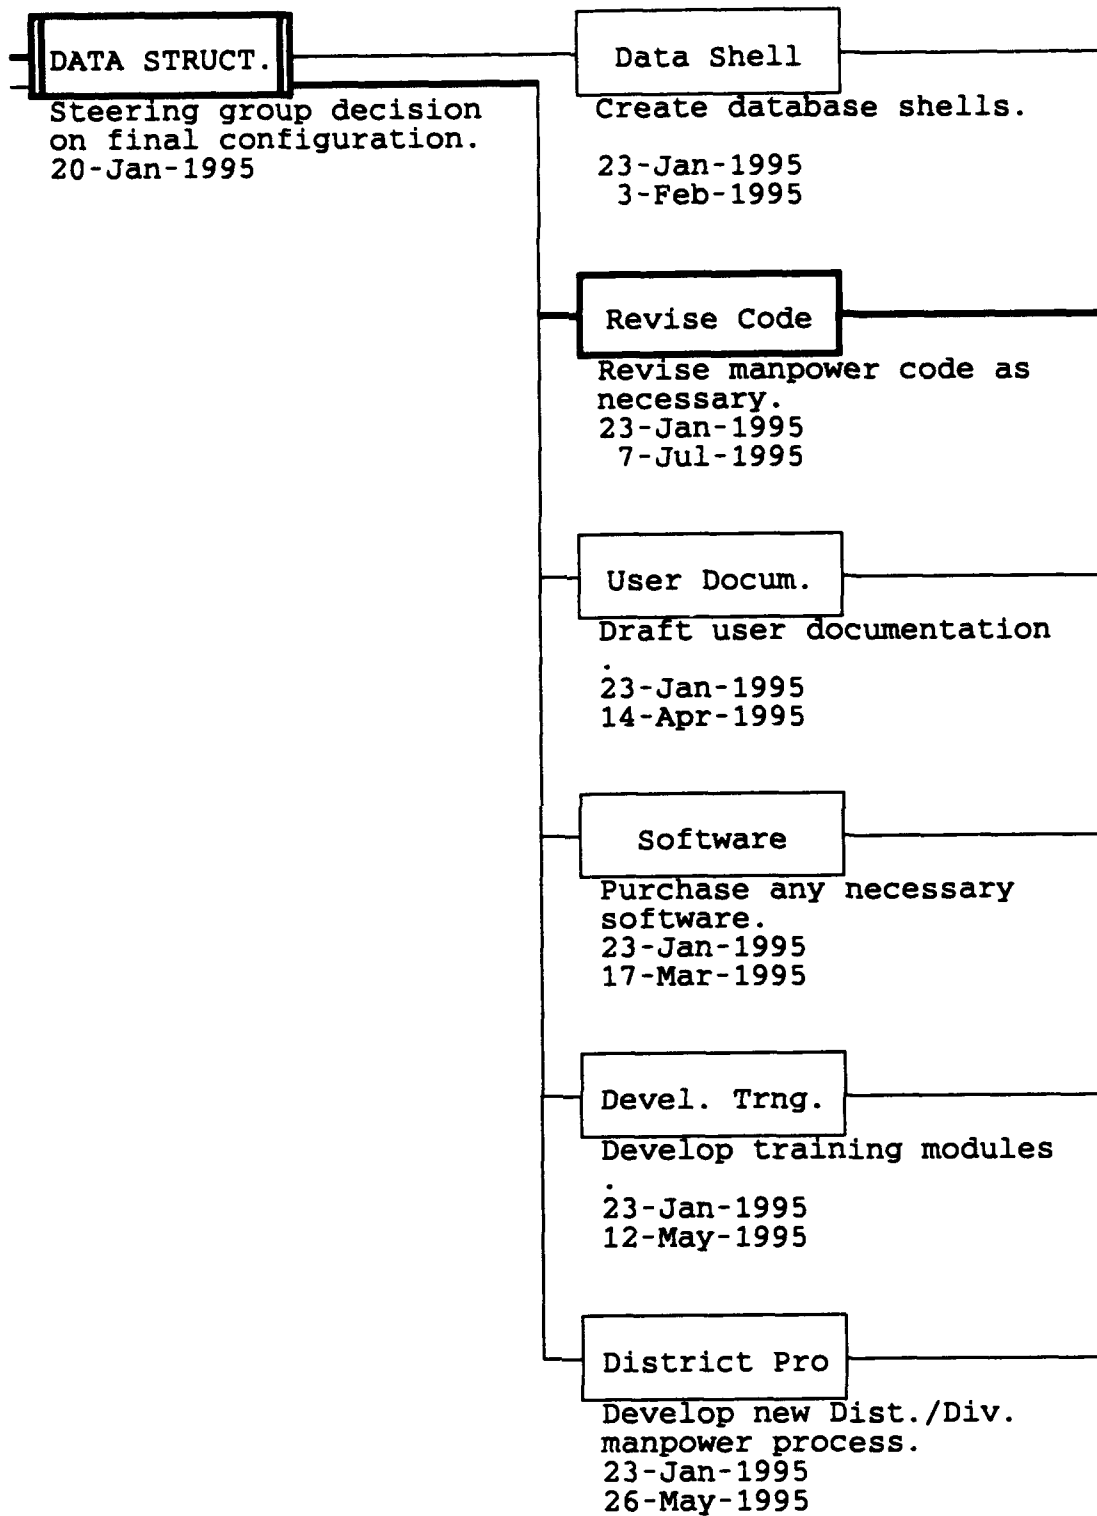 DATA STRUCT.
Steering group decision
on final configuration.
20-Jan-1995
Data Shell
Create database shells.
23-Jan-1995
3-Feb-1995
Revise Code
Revise manpower code as
necessary.
23-Jan-1995
7-Jul-1995
User Docum.
Draft user documentation
.
23-Jan-1995
14-Apr-1995
Software
Purchase any necessary
software.
23-Jan-1995
17-Mar-1995
Devel. Trng.
Develop training modules
.
23-Jan-1995
12-May-1995
District Pro
Develop new Dist./Div.
manpower process.
23-Jan-1995
26-May-1995